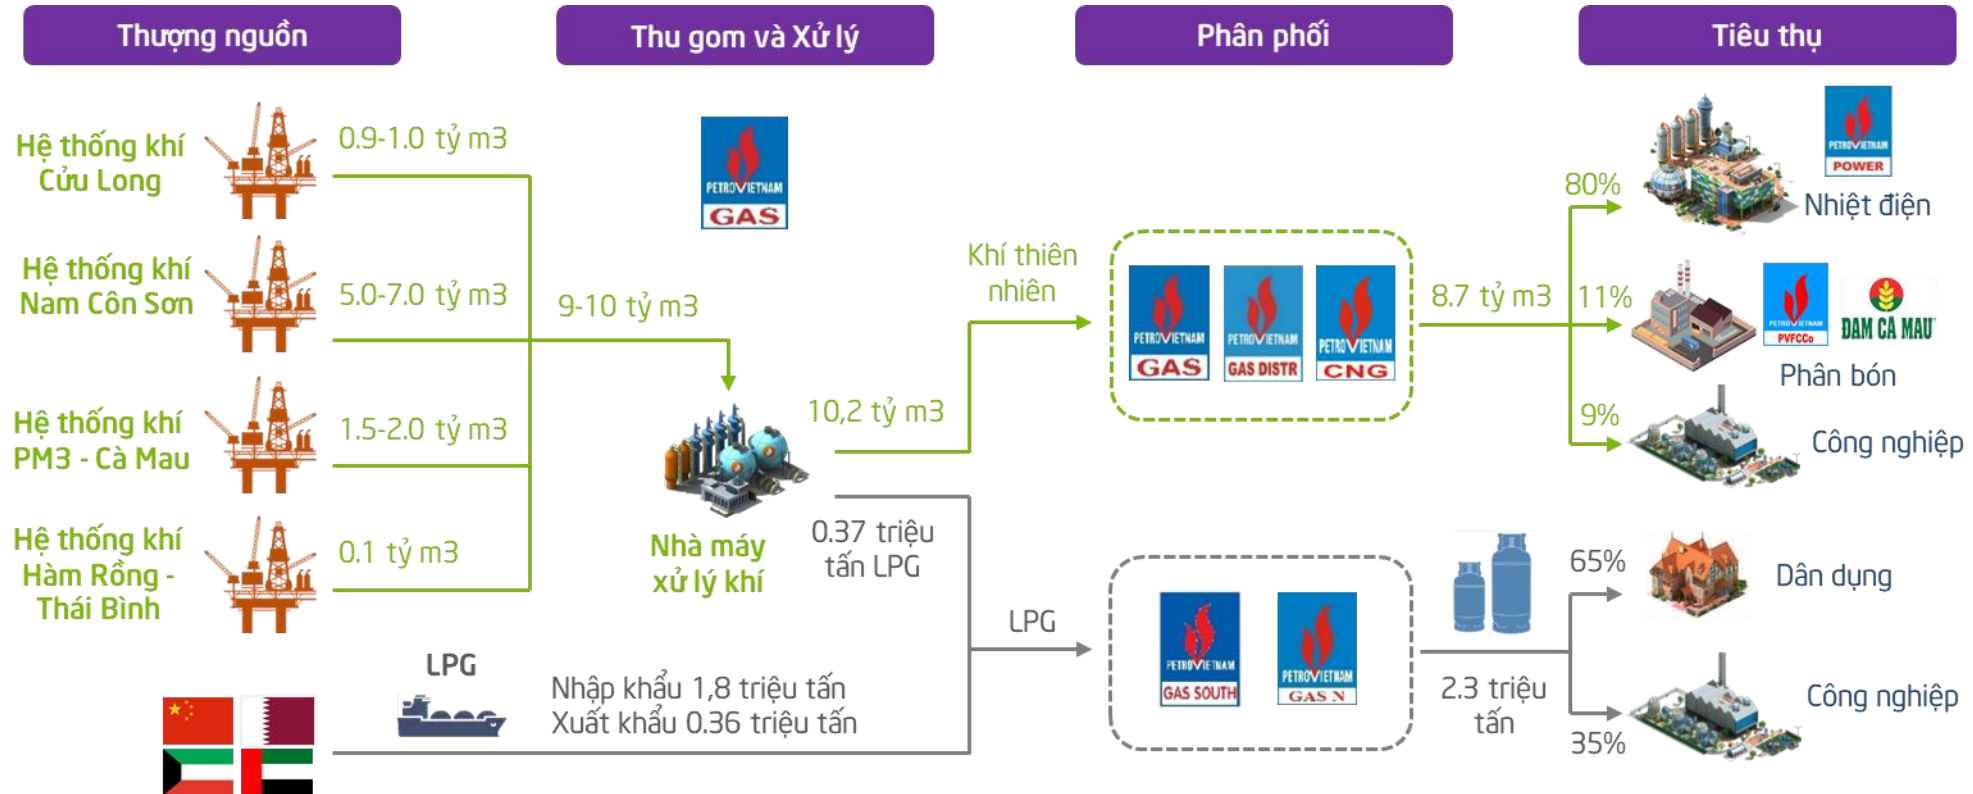 Thượng nguồn
Thu gom và Xử lý
Phân phối
Tiêu thụ
Hệ thống khí
Cửu Long
0.9-1.0 tỷ m3
Hệ thống khí
Nam Côn Sơn
5.0-7.0 tỷ m3
Hệ thống khí
PM3 - Cà Mau
1.5-2.0 tỷ m3
Hệ thống khí
Hàm Rồng -
Thái Bình
0.1 tỷ m3
LPG
Nhập khẩu 1,8 triệu tấn
Xuất khẩu 0.36 triệu tấn
PETROVIETNAM
GAS
9-10 tỷ m3
Nhà máy
xử lý khí
10,2 tỷ m3
0.37 triệu
tấn LPG
Khí thiên
nhiên
LPG
PETROVIETNAM
GAS
PETROVIETNAM
GAS DISTR
PETROVIETNAM
CNG
PETROVIETNAM
GAS SOUTH
PETROVIETNAM
GAS N
8.7 tỷ m3
2.3 triệu
tấn
80%
PETROVIETNAM
POWER
Nhiệt điện
11%
PETROVIETNAM
PVFCCo
ĐẠM CÀ MAU
Phân bón
9%
Công nghiệp
65%
Dân dụng
35%
Công nghiệp